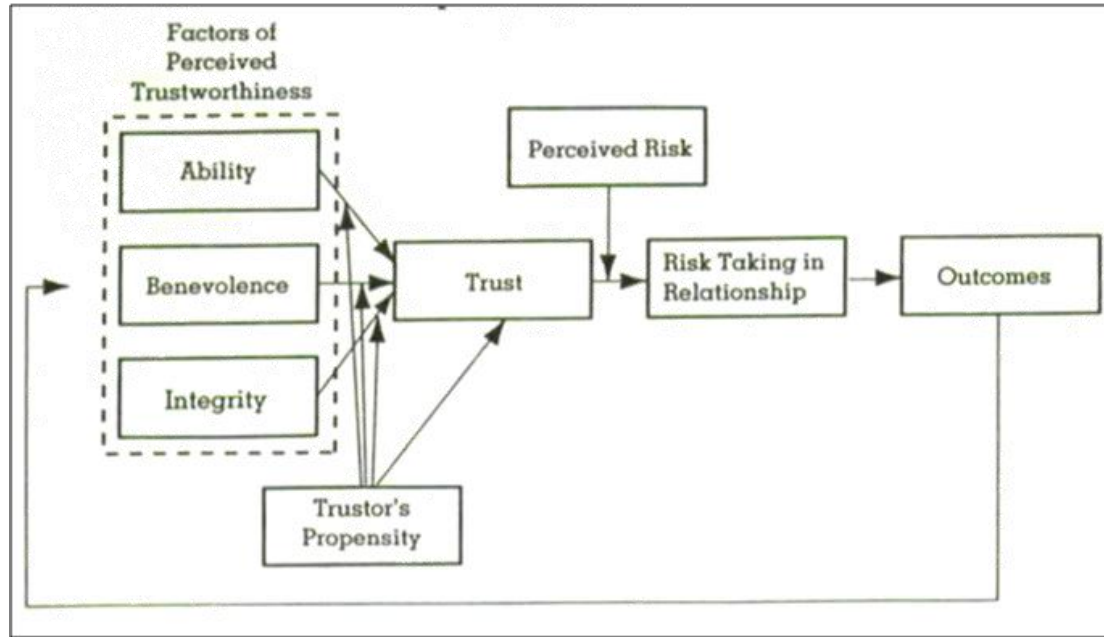 Factors of
Perceived
Trustworthiness
Ability
Benevolence
Integrity
Trustor's
Propensity
Trust
Perceived Risk
Risk Taking in
Relationship
Outcomes